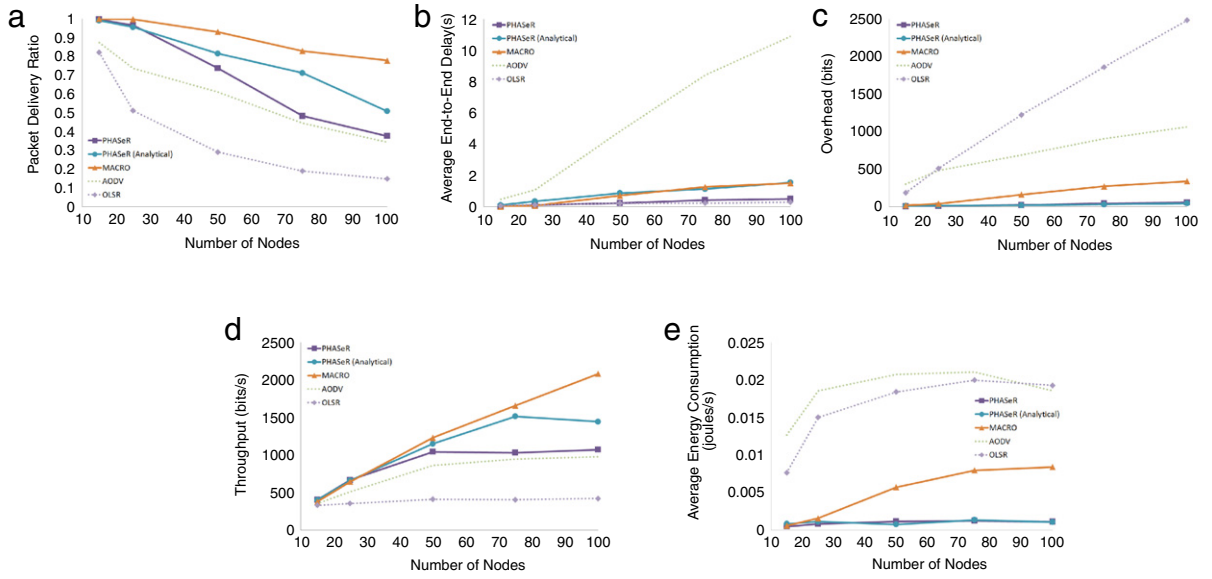 a
Packet Delivery Ratio
1
0.9
0.8
0.7
0.6
0.5
0.4
0.3
0.2
0.1
0
PHASeR
PHASeR (Analytical)
MACRO
AODV
OLSR
10 20 30 40 50 60 70 80 90 100
Number of Nodes
b
Average End-to-End Delay(s)
12
10
8
6
4
2
0
PHASeR
PHASeR (Analytical)
MACRO
AODV
OLSR
10 20 30 40 50 60 70 80 90 100
Number of Nodes
c
Overhead (bits)
2500
2000
1500
1000
500
0
PHASeR
PHASeR (Analytical)
MACRO
AODV
OLSR
10 20 30 40 50 60 70 80 90 100
Number of Nodes
d
Throughput (bits/s)
2500
2000
1500
1000
500
0
PHASeR
PHASeR (Analytical)
MACRO
AODV
OLSR
10 20 30 40 50 60 70 80 90 100
Number of Nodes
e
Average Energy Consumption
(joules/s)
0.025
0.02
0.015
0.01
0.005
0
PHASeR
PHASeR (Analytical)
MACRO
AODV
OLSR
10 20 30 40 50 60 70 80 90 100
Number of Nodes